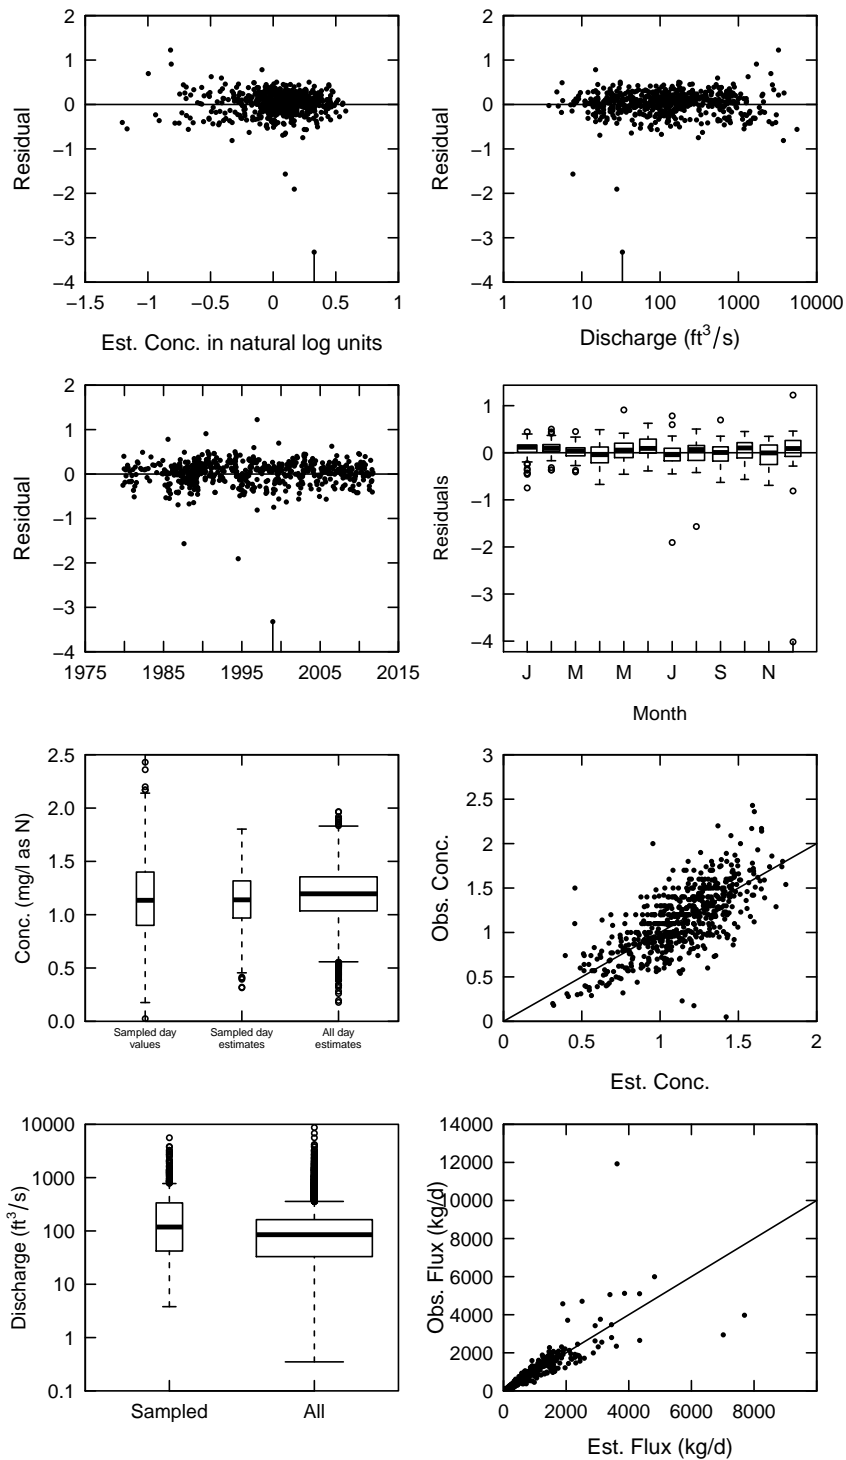 2
1
0
−1
−2
−3
−4
Residual
−1.5 −1 −0.5 0 0.5 1
Est. Conc. in natural log units
2
1
0
−1
−2
−3
−4
Residual
1 10 100 1000 10000
Discharge (ft³/s)
2
1
0
−1
−2
−3
−4
Residual
1975 1985 1995 2005 2015
1
0
−1
−2
−3
−4
Residuals
J M M J S N
Month
2.5
2.0
1.5
1.0
0.5
0.0
Conc. (mg/l as N)
Sampled day values
Sampled day estimates
All day estimates
3
2.5
2
1.5
1
0.5
0
Obs. Conc.
0 0.5 1 1.5 2
Est. Conc.
10000
1000
100
10
1
0.1
Discharge (ft³/s)
Sampled All
14000
12000
10000
8000
6000
4000
2000
0
Obs. Flux (kg/d)
0 2000 4000 6000 8000
Est. Flux (kg/d)